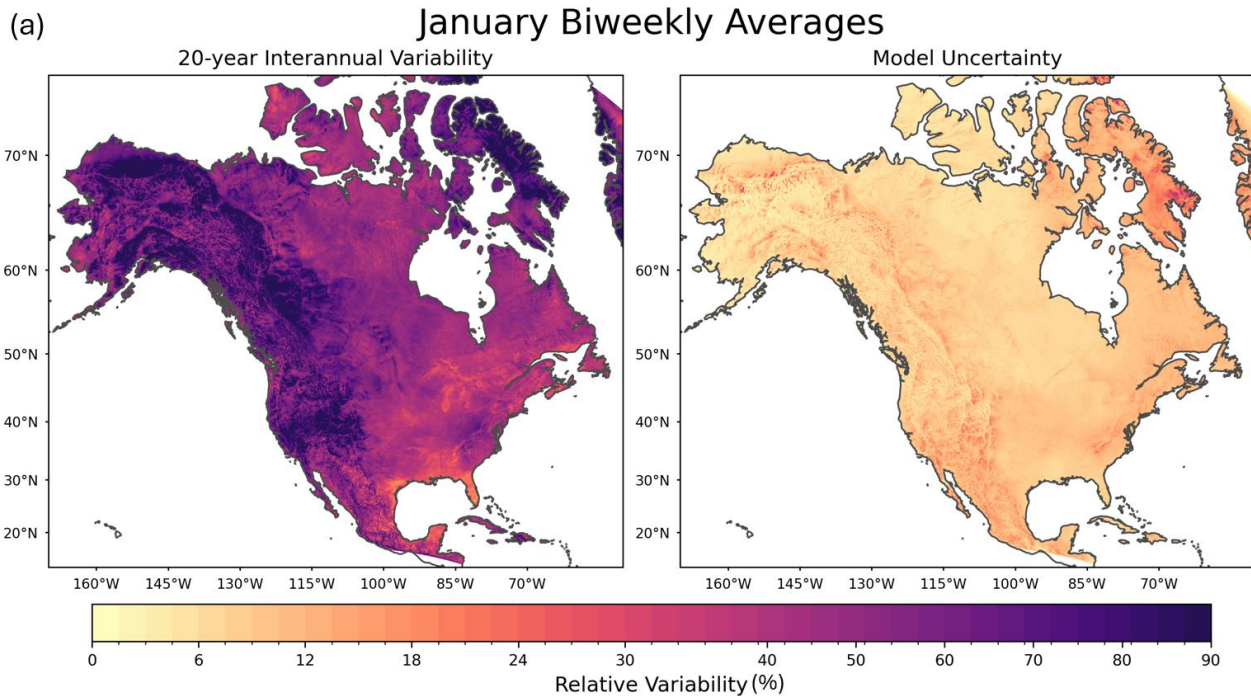 (a)
January Biweekly Averages
20-year Interannual Variability
Model Uncertainty
70°N
60°N
50°N
40°N
30°N
20°N
70°N
60°N
50°N
40°N
30°N
20°N
160°W 145°W 130°W 115°W 100°W 85°W 70°W
160°W 145°W 130°W 115°W 100°W 85°W 70°W
0 6 12 18 24 30 40 50 60 70 80 90
Relative Variability (%)